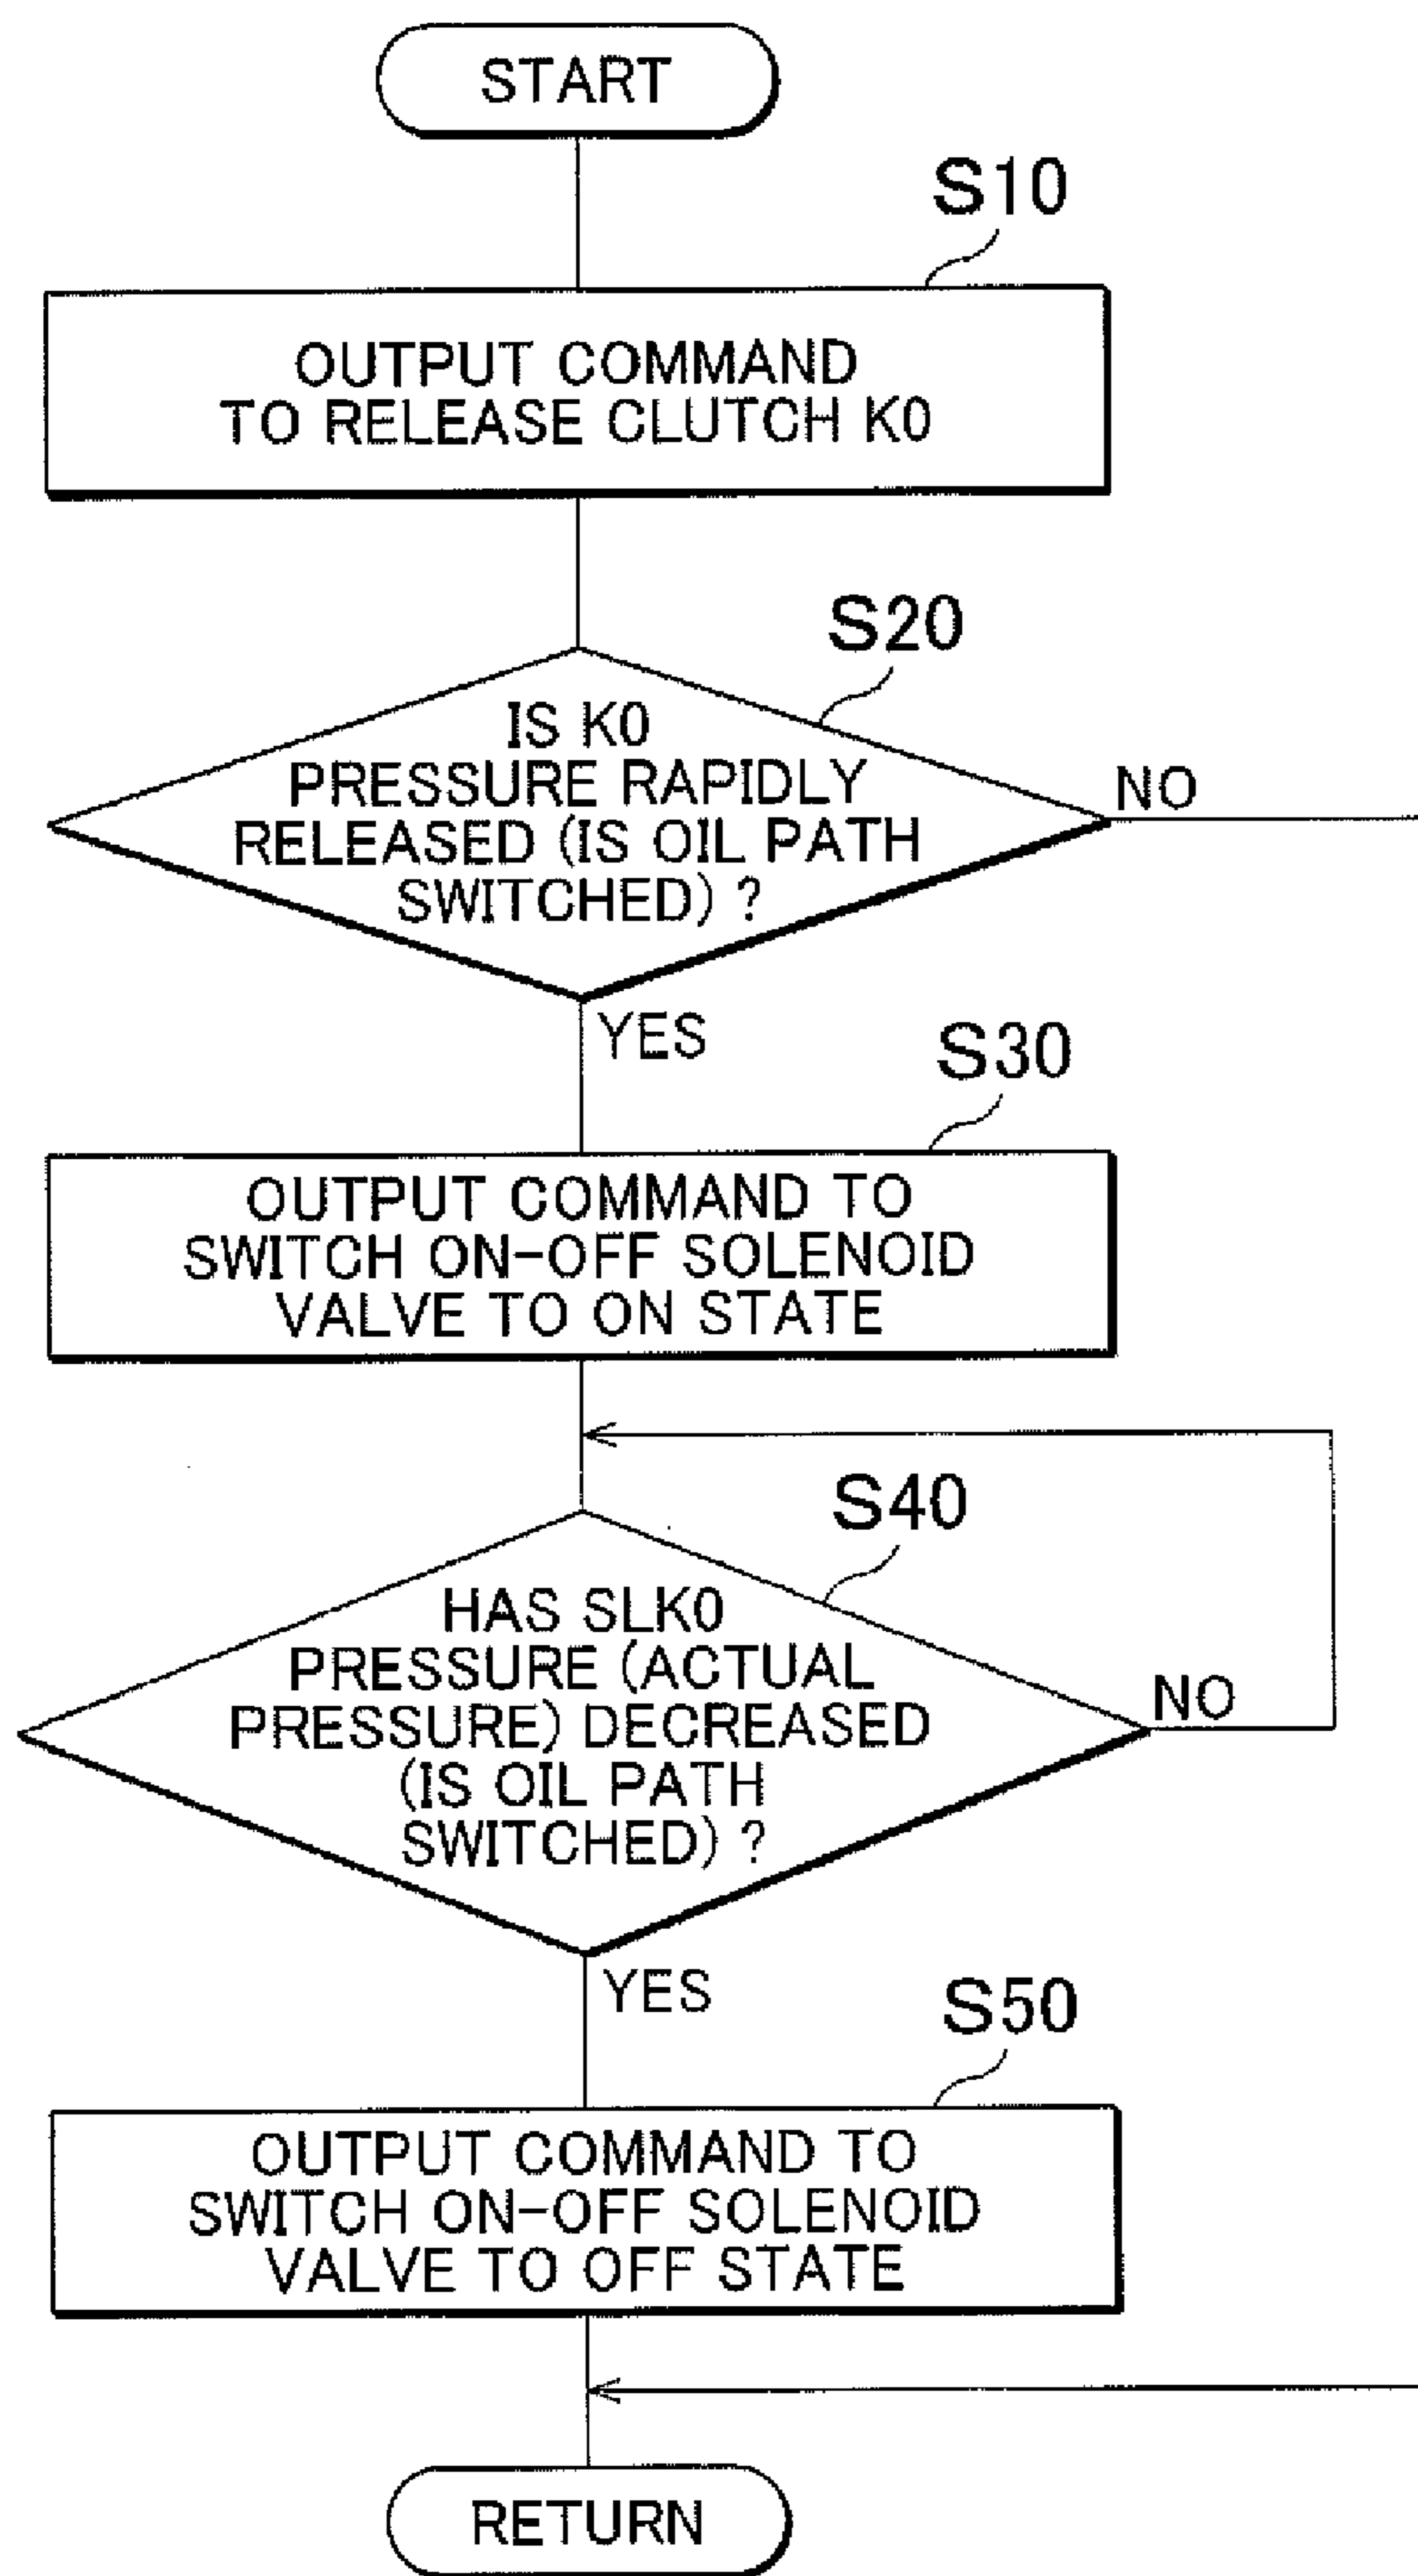 START
S10
OUTPUT COMMAND
TO RELEASE CLUTCH K0
S20
IS K0
PRESSURE RAPIDLY
RELEASED (IS OIL PATH
SWITCHED) ?
NO
YES
S30
OUTPUT COMMAND TO
SWITCH ON-OFF SOLENOID
VALVE TO ON STATE
S40
HAS SLK0
PRESSURE (ACTUAL
PRESSURE) DECREASED
(IS OIL PATH
SWITCHED) ?
NO
YES
S50
OUTPUT COMMAND TO
SWITCH ON-OFF SOLENOID
VALVE TO OFF STATE
RETURN